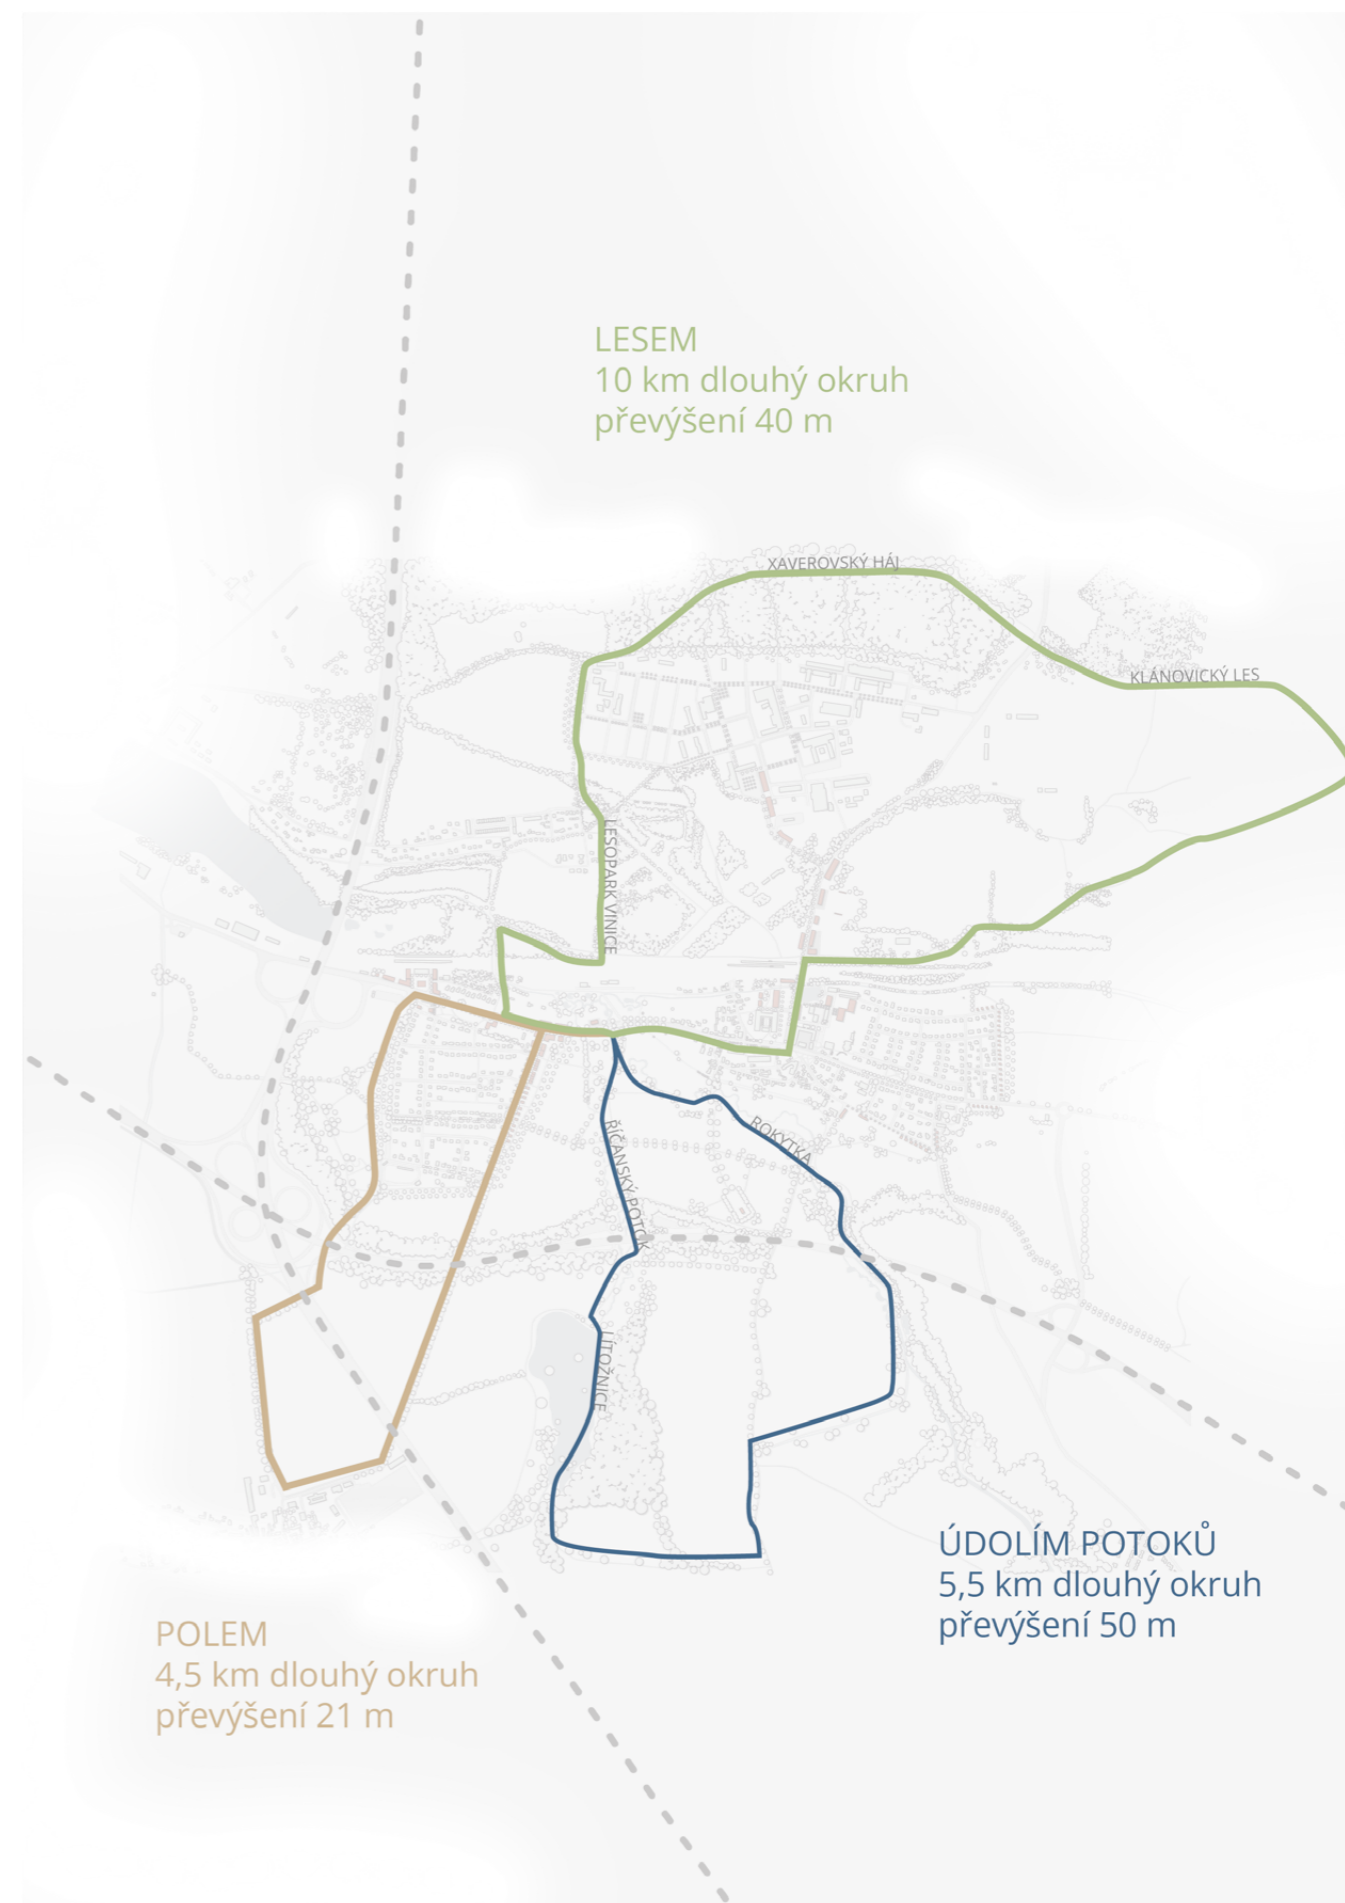 LESEM
10 km dlouhý okruh
převýšení 40 m
XAVEROVSKÝ HÁJ
KLÁNOVICKÝ LES
LESOPARK VINICE
ROKYTKA
ŘÍČANSKÝ POTOK
LÍTOŽNICE
ÚDOLÍM POTOKŮ
5,5 km dlouhý okruh
převýšení 50 m
POLEM
4,5 km dlouhý okruh
převýšení 21 m